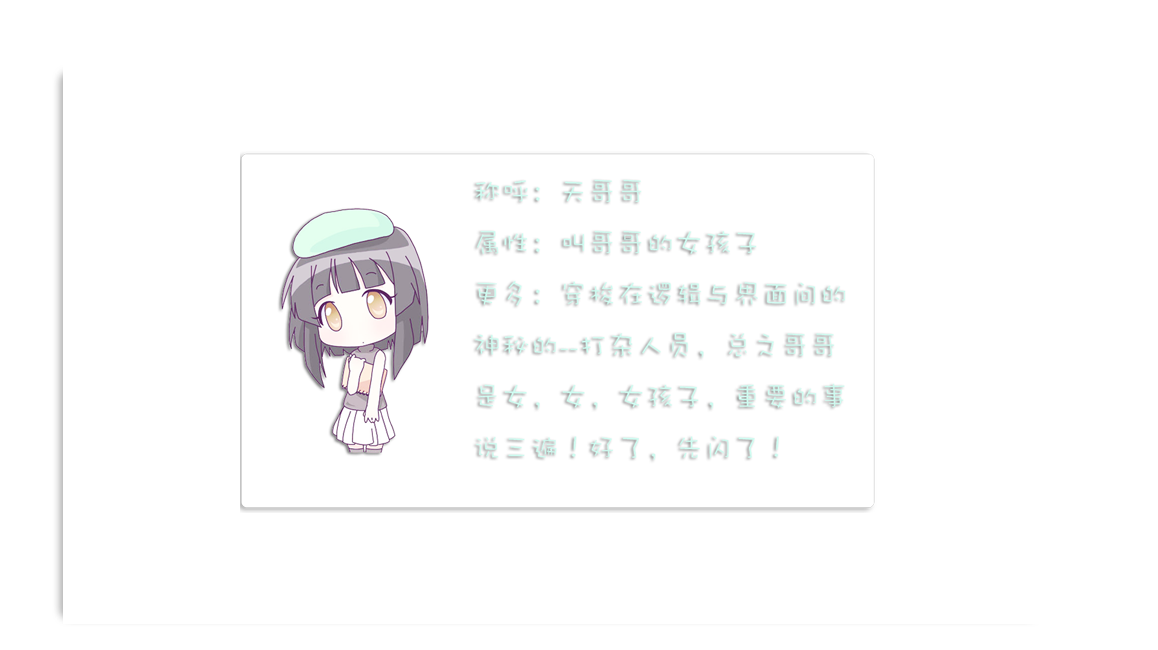 称呼：天哥哥
属性：叫哥哥的女孩子
更多：穿梭在逻辑与界面间的
神秘的--打杂人员，总之哥哥
是女，女，女孩子，重要的事
说三遍！好了，先闪了！